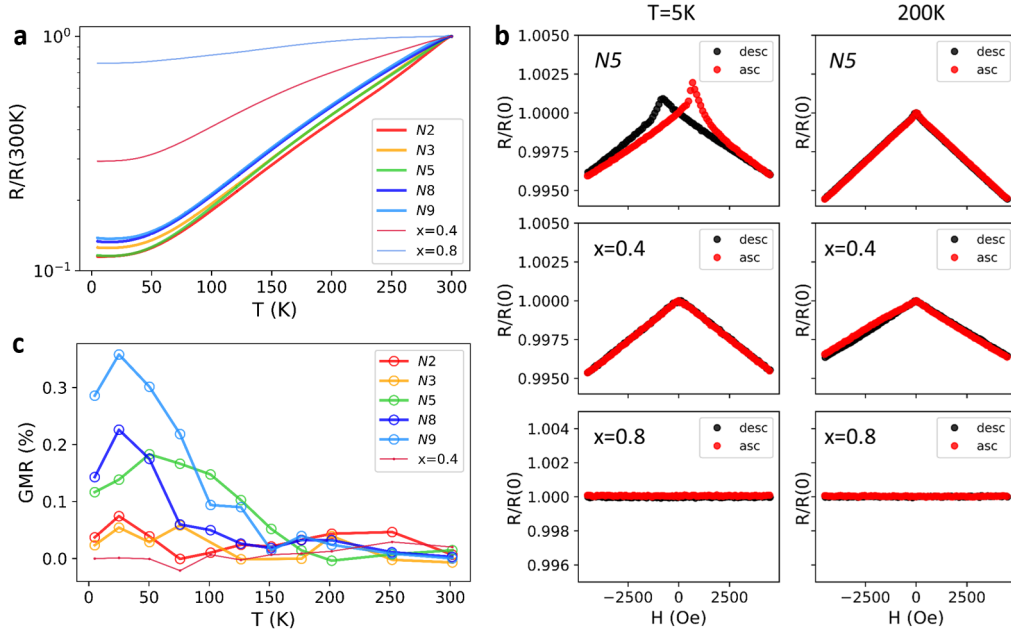 a
R/R(300K)
10⁰
10⁻¹
N2
N3
N5
N8
N9
x=0.4
x=0.8
0 50 100 150 200 250 300
T (K)
c
GMR (%)
0.3
0.2
0.1
0.0
N2
N3
N5
N8
N9
x=0.4
0 50 100 150 200 250 300
T (K)
b
T=5K 200K
N5
desc
asc
R/R(0)
1.0050
1.0025
1.0000
0.9975
0.9950
N5
desc
asc
R/R(0)
x=0.4
desc
asc
R/R(0)
1.0050
1.0025
1.0000
0.9975
0.9950
x=0.4
desc
asc
R/R(0)
x=0.8
desc
asc
R/R(0)
1.004
1.002
1.000
0.998
0.996
−2500 0 2500
H (Oe)
x=0.8
desc
asc
R/R(0)
−2500 0 2500
H (Oe)